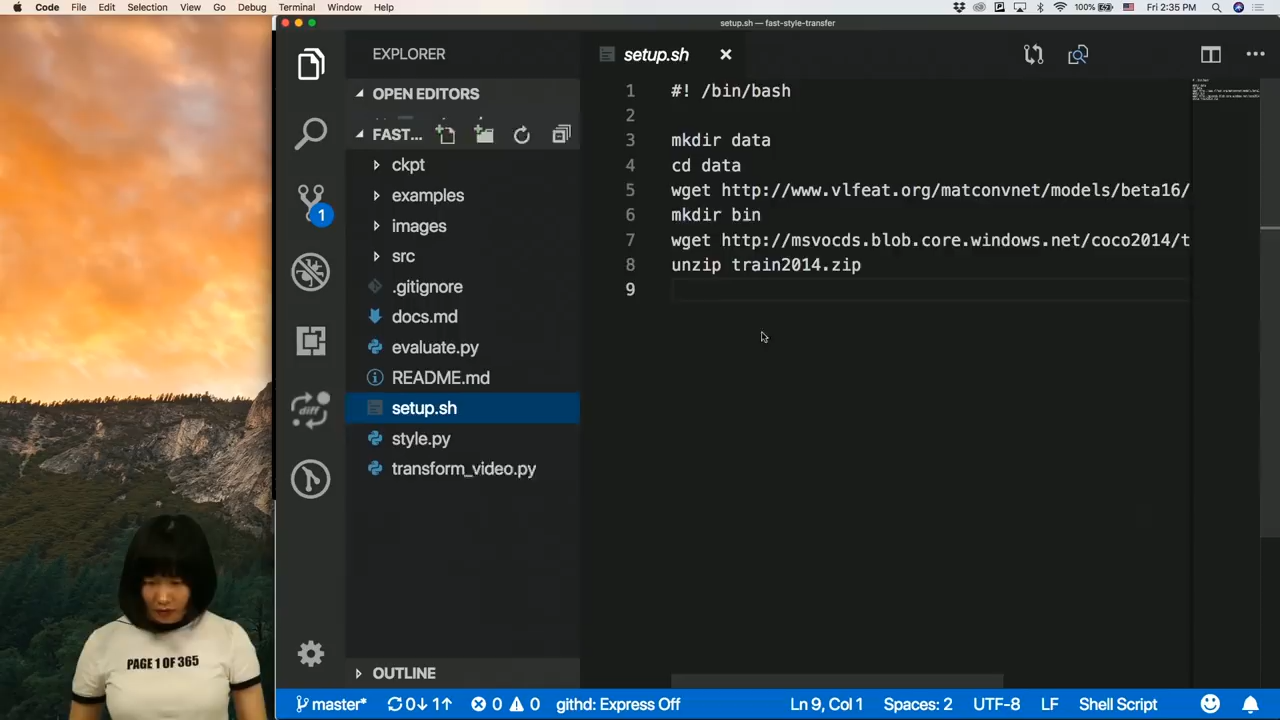 Code File Edit Selection View Go Debug Terminal Window Help 100% Fri 2:35 PM
setup.sh — fast-style-transfer
EXPLORER
setup.sh
OPEN EDITORS
FAST...
ckpt
examples
images
src
.gitignore
docs.md
evaluate.py
README.md
setup.sh
style.py
transform_video.py
OUTLINE
1
diff
1 #! /bin/bash
2
3 mkdir data
4 cd data
5 wget http://www.vlfeat.org/matconvnet/models/beta16/
6 mkdir bin
7 wget http://msvocds.blob.core.windows.net/coco2014/t
8 unzip train2014.zip
9
PAGE 1 OF 365
master* 0↓ 1↑ 0 0 githd: Express Off Ln 9, Col 1 Spaces: 2 UTF-8 LF Shell Script